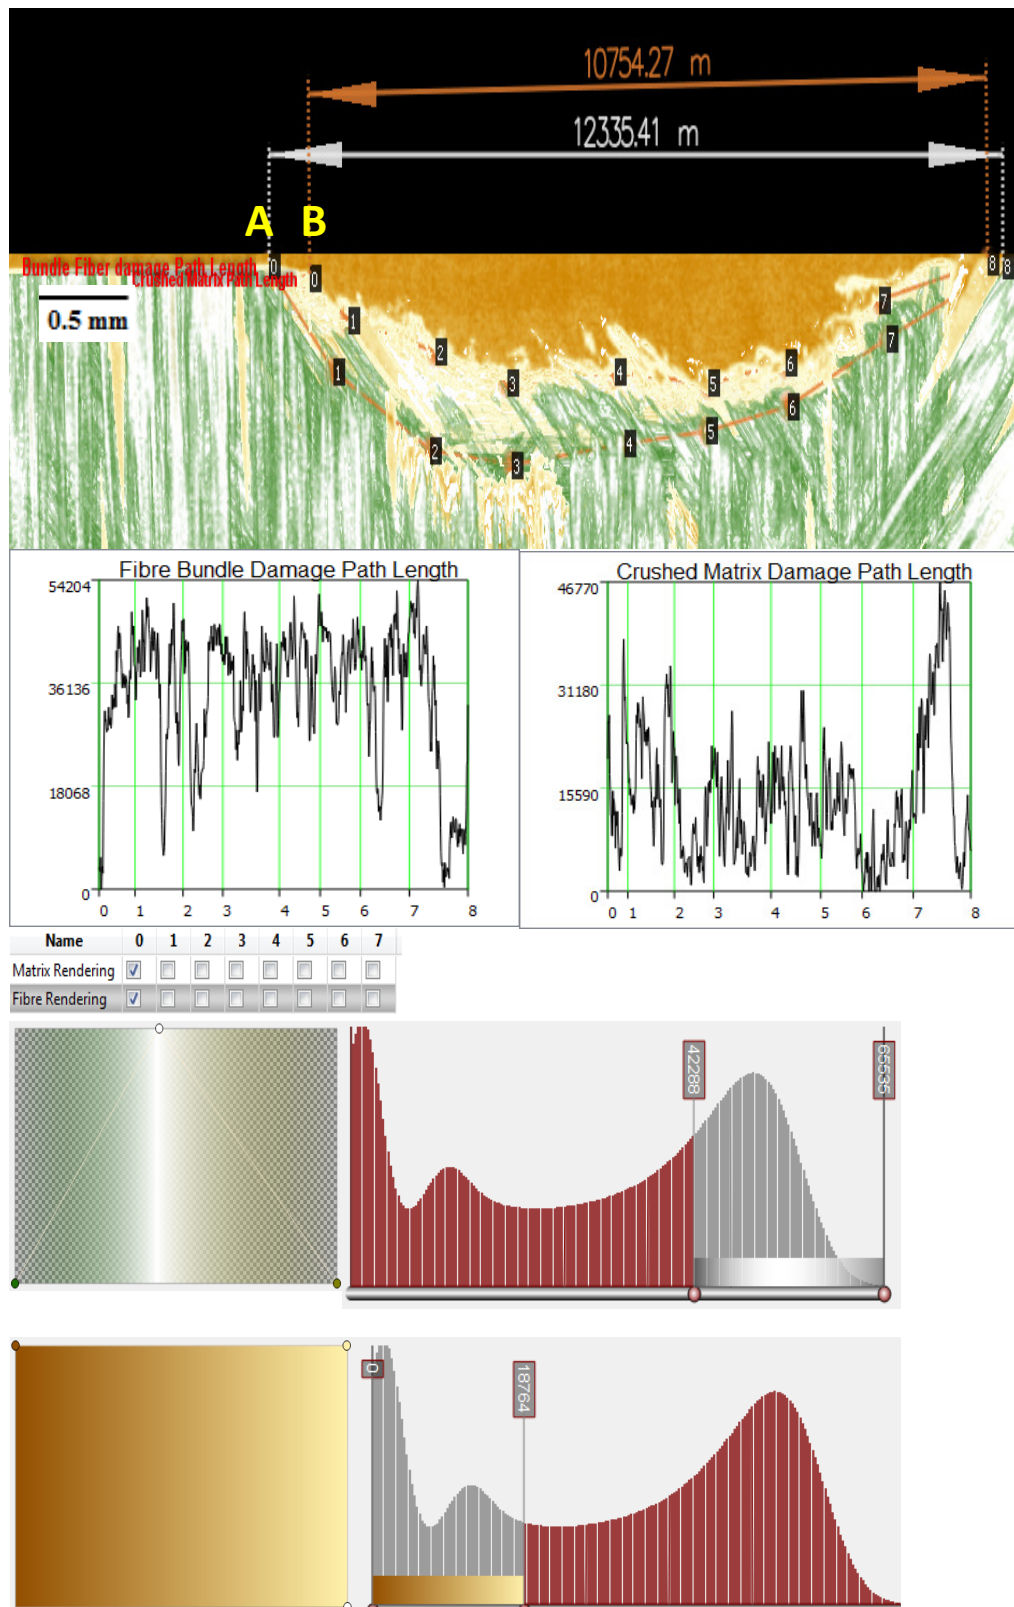 10754.27 m
12335.41 m
A B
Bundle Fiber damage Path Length
Crushed Matrix Path Length
0 0 8 8
0.5 mm
1 2 3 4 5 6 7
1 2 3 4 5 6 7
Fibre Bundle Damage Path Length
54204
36136
18068
0
0 1 2 3 4 5 6 7 8
Crushed Matrix Damage Path Length
46770
31180
15590
0
0 1 2 3 4 5 6 7 8
Name 0 1 2 3 4 5 6 7
Matrix Rendering
Fibre Rendering
42288
65535
0
18764